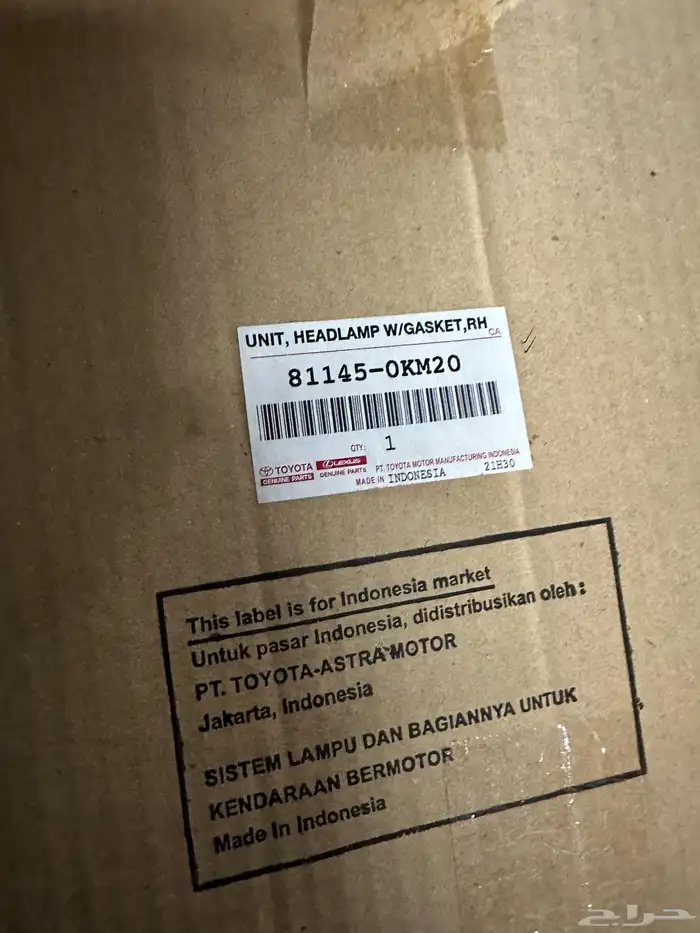 UNIT, HEADLAMP W/GASKET,RH
CA
81145-0KM20
QTY: 1
TOYOTA
GENUINE PARTS
LEXUS
GENUINE PARTS
PT. TOYOTA MOTOR MANUFACTURING INDONESIA
MADE IN INDONESIA 21H30
This label is for Indonesia market
Untuk pasar Indonesia, didistribusikan oleh:
PT. TOYOTA-ASTRA MOTOR
Jakarta, Indonesia
SISTEM LAMPU DAN BAGIANNYA UNTUK
KENDARAAN BERMOTOR
Made In Indonesia
حراج